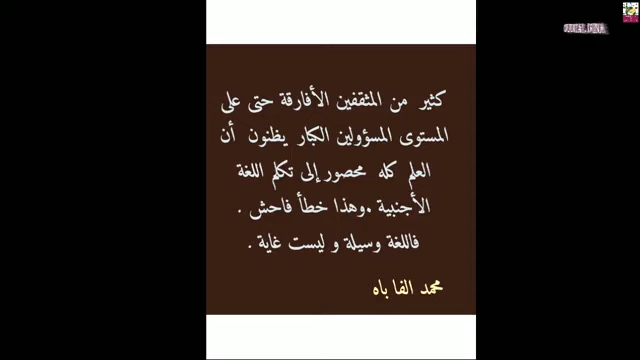 كثير من المثقفين الأفارقة حتى على
المستوى المسؤولين الكبار يظنون أن
العلم كله محصور إلى تكلم اللغة
الأجنبية .وهذا خطأ فاحش .
فاللغة وسيلة و ليست غاية .
محمد الفا باه